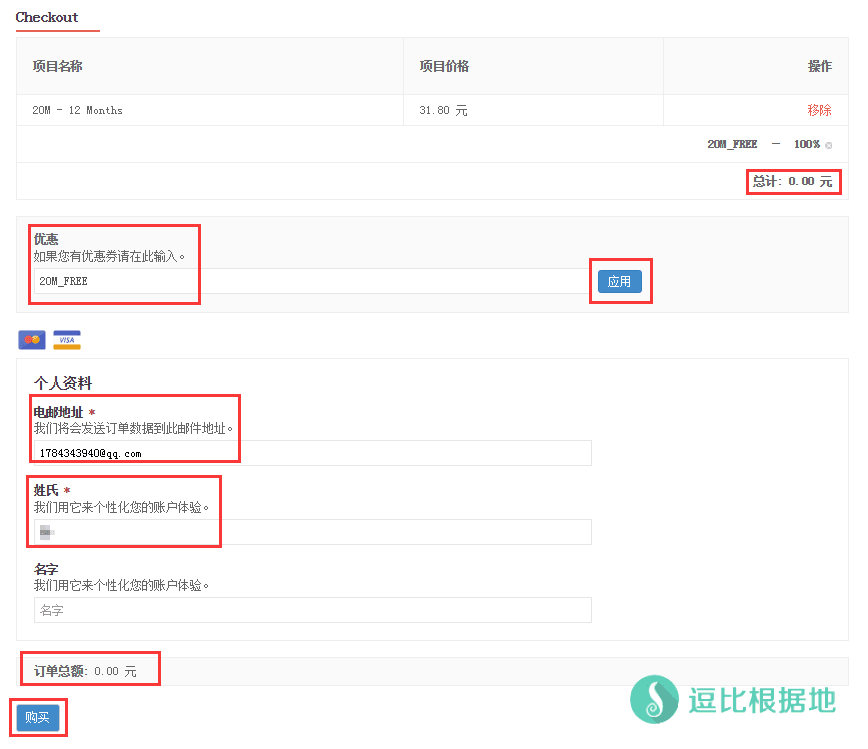 Checkout
项目名称 项目价格 操作
20M - 12 Months 31.80 元 移除
20M_FREE － 100%
总计: 0.00 元
优惠
如果您有优惠券请在此输入。
20M_FREE 应用
VISA
个人资料
电邮地址 *
我们将会发送订单数据到此邮件地址。
1784343940@qq.com
姓氏 *
我们用它来个性化您的账户体验。
名字
我们用它来个性化您的账户体验。
名字
订单总额: 0.00 元
购买
逗比根据地